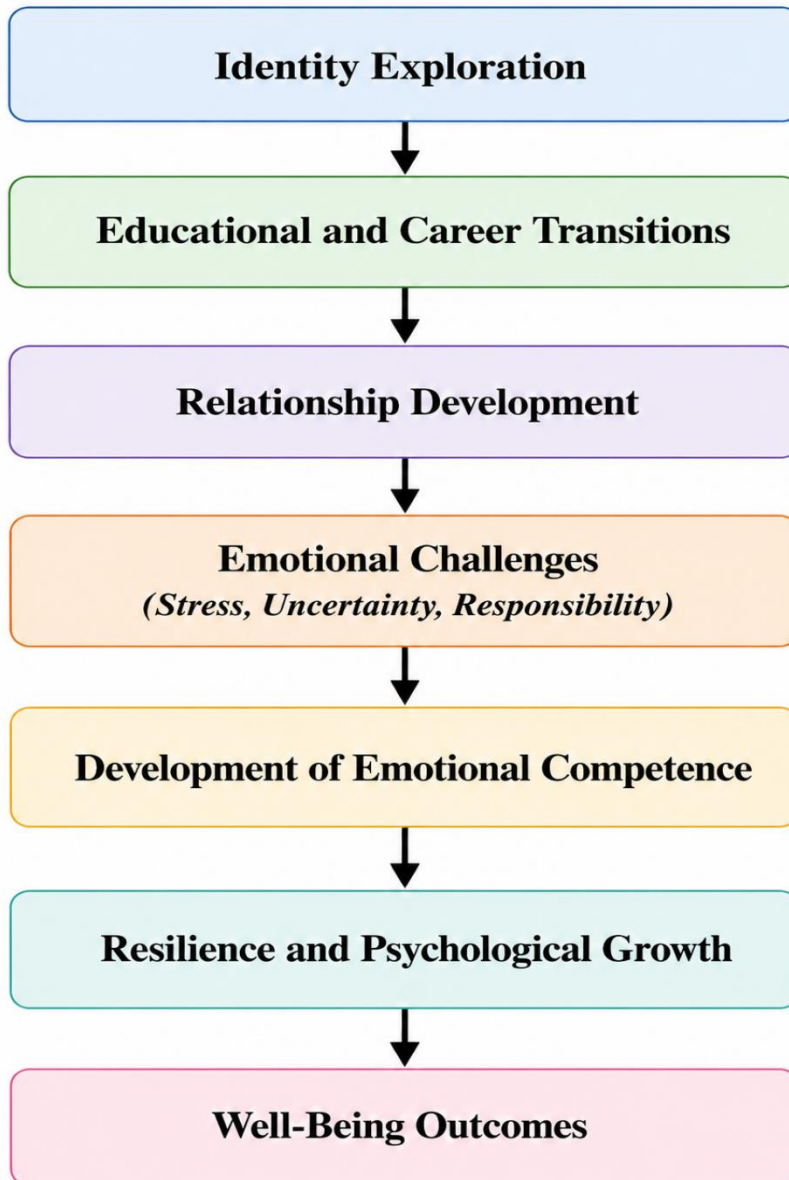 Identity Exploration
Educational and Career Transitions
Relationship Development
Emotional Challenges
(Stress, Uncertainty, Responsibility)
Development of Emotional Competence
Resilience and Psychological Growth
Well-Being Outcomes